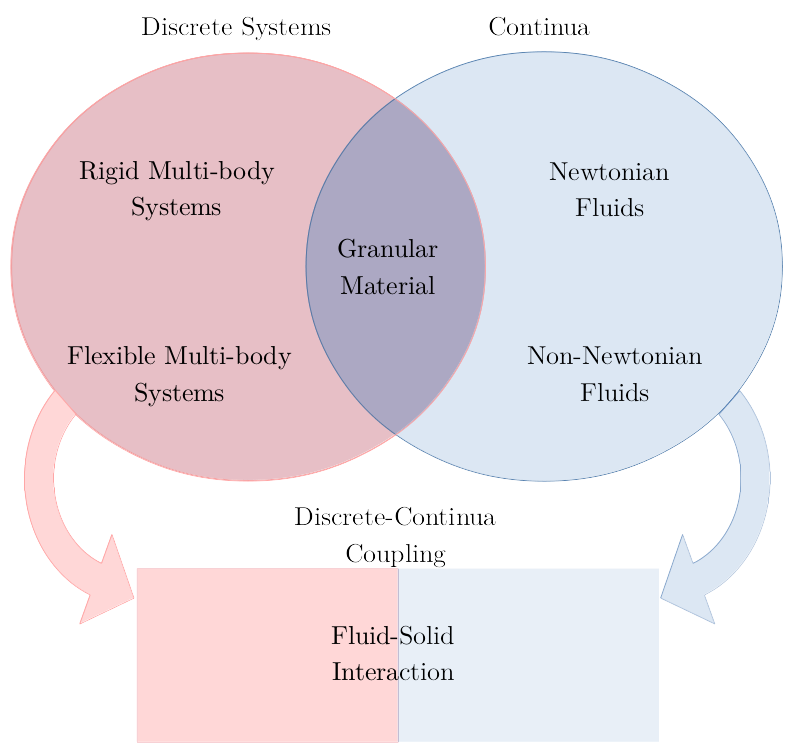 Discrete Systems
Continua
Rigid Multi-body
Systems
Newtonian
Fluids
Granular
Material
Flexible Multi-body
Systems
Non-Newtonian
Fluids
Discrete-Continua
Coupling
Fluid-Solid
Interaction